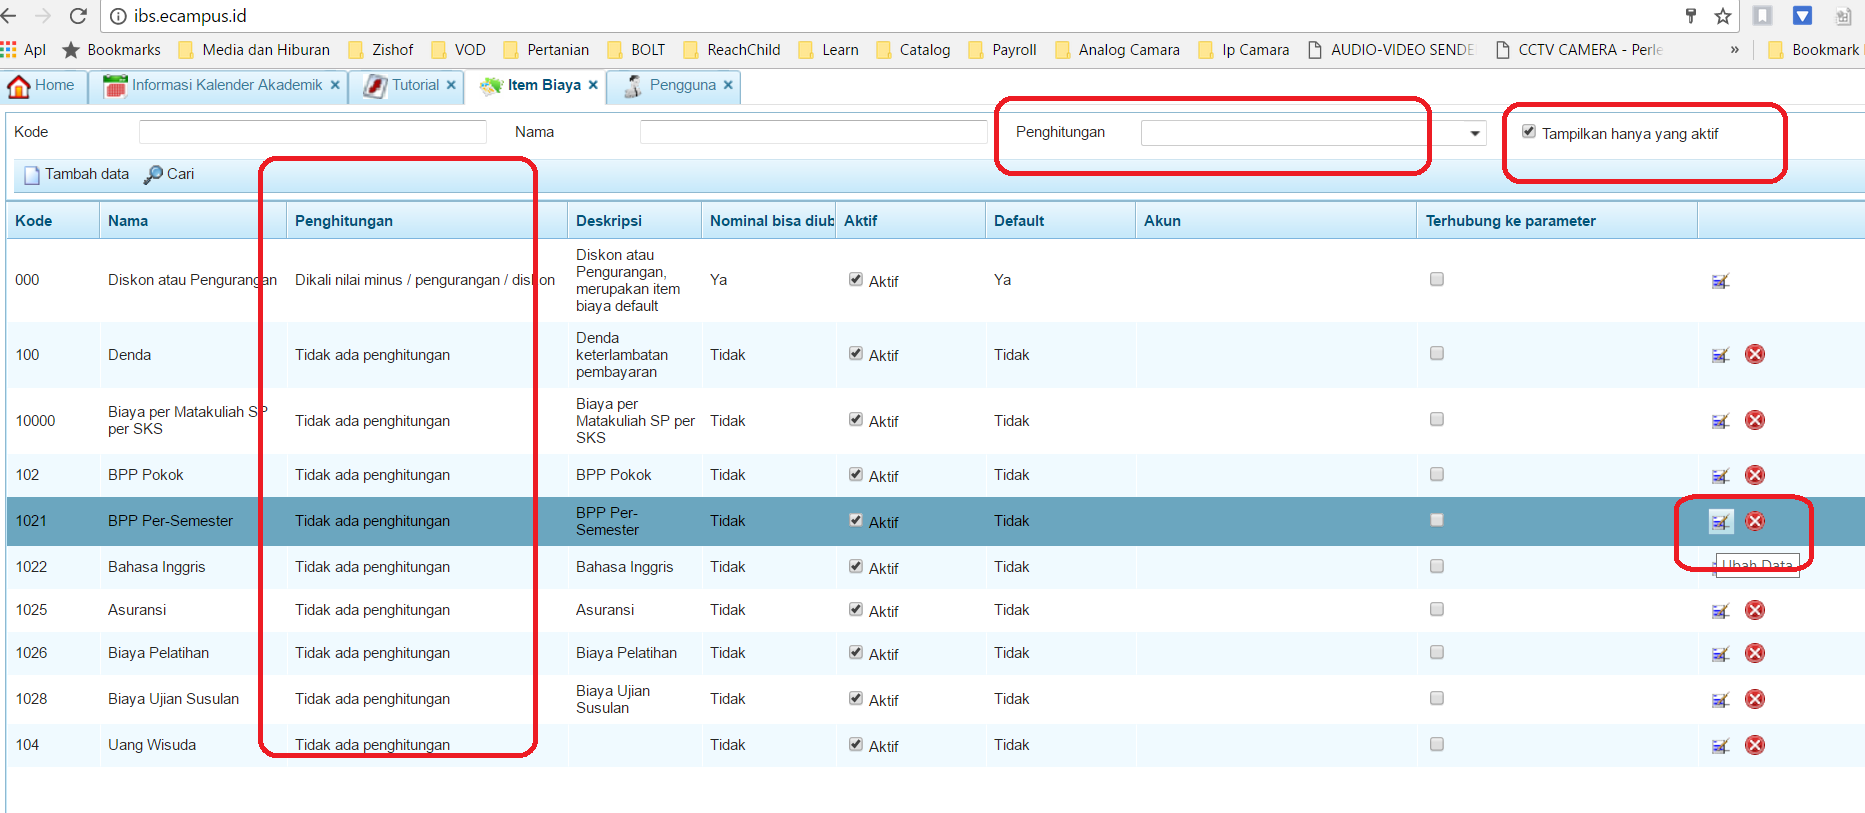 ibs.ecampus.id
Apl Bookmarks Media dan Hiburan Zishof VOD Pertanian BOLT ReachChild Learn Catalog Payroll Analog Camara Ip Camara AUDIO-VIDEO SENDE CCTV CAMERA - Perle » Bookmark
Home Informasi Kalender Akademik Tutorial Item Biaya Pengguna
Kode Nama Penghitungan Tampilkan hanya yang aktif
Tambah data Cari
Kode Nama Penghitungan Deskripsi Nominal bisa diub Aktif Default Akun Terhubung ke parameter
000 Diskon atau Pengurangan Dikali nilai minus / pengurangan / diskon Diskon atau
Pengurangan,
merupakan item
biaya default
Ya Aktif Ya
100 Denda Tidak ada penghitungan Denda
keterlambatan
pembayaran
Tidak Aktif Tidak
10000 Biaya per Matakuliah SP
per SKS
Tidak ada penghitungan Biaya per
Matakuliah SP per
SKS
Tidak Aktif Tidak
102 BPP Pokok Tidak ada penghitungan BPP Pokok Tidak Aktif Tidak
1021 BPP Per-Semester Tidak ada penghitungan BPP Per-
Semester
Tidak Aktif Tidak
1022 Bahasa Inggris Tidak ada penghitungan Bahasa Inggris Tidak Aktif Tidak
Ubah Data
1025 Asuransi Tidak ada penghitungan Asuransi Tidak Aktif Tidak
1026 Biaya Pelatihan Tidak ada penghitungan Biaya Pelatihan Tidak Aktif Tidak
1028 Biaya Ujian Susulan Tidak ada penghitungan Biaya Ujian
Susulan
Tidak Aktif Tidak
104 Uang Wisuda Tidak ada penghitungan Tidak Aktif Tidak